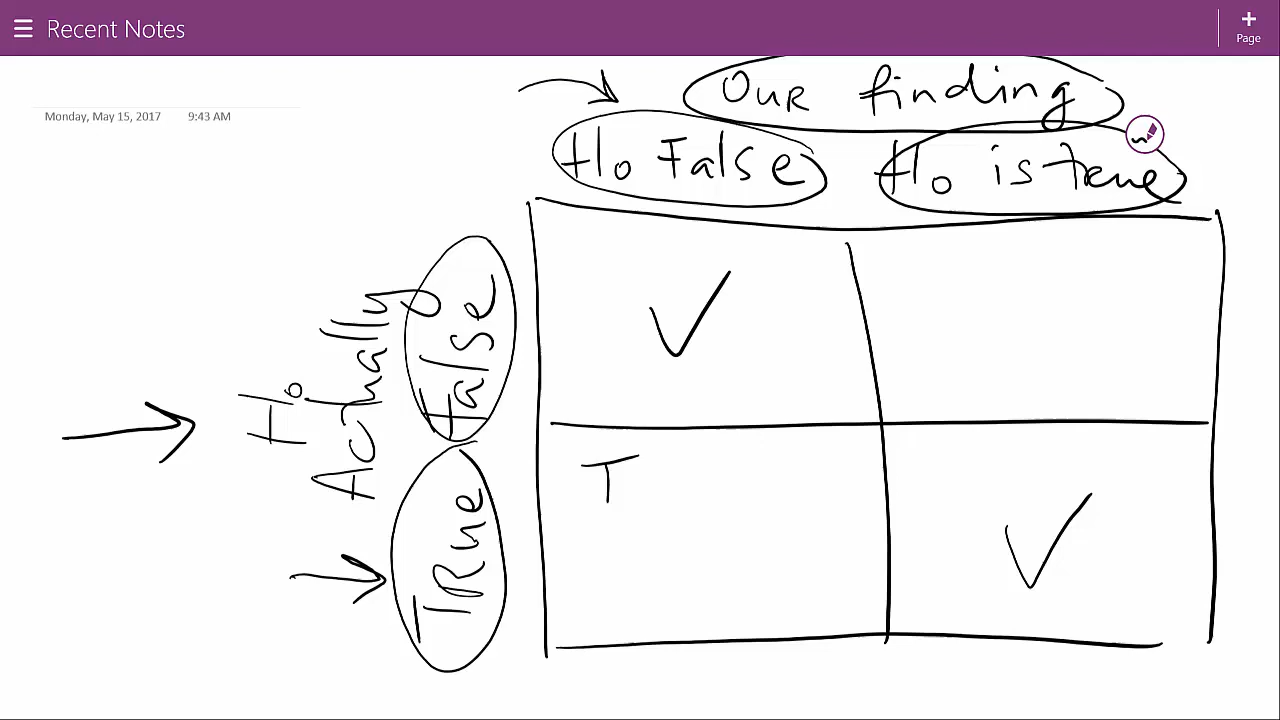 Recent Notes
Page
Monday, May 15, 2017 9:43 AM
Our finding
Ho False
Ho is true
Ho
Actually
false
True
T